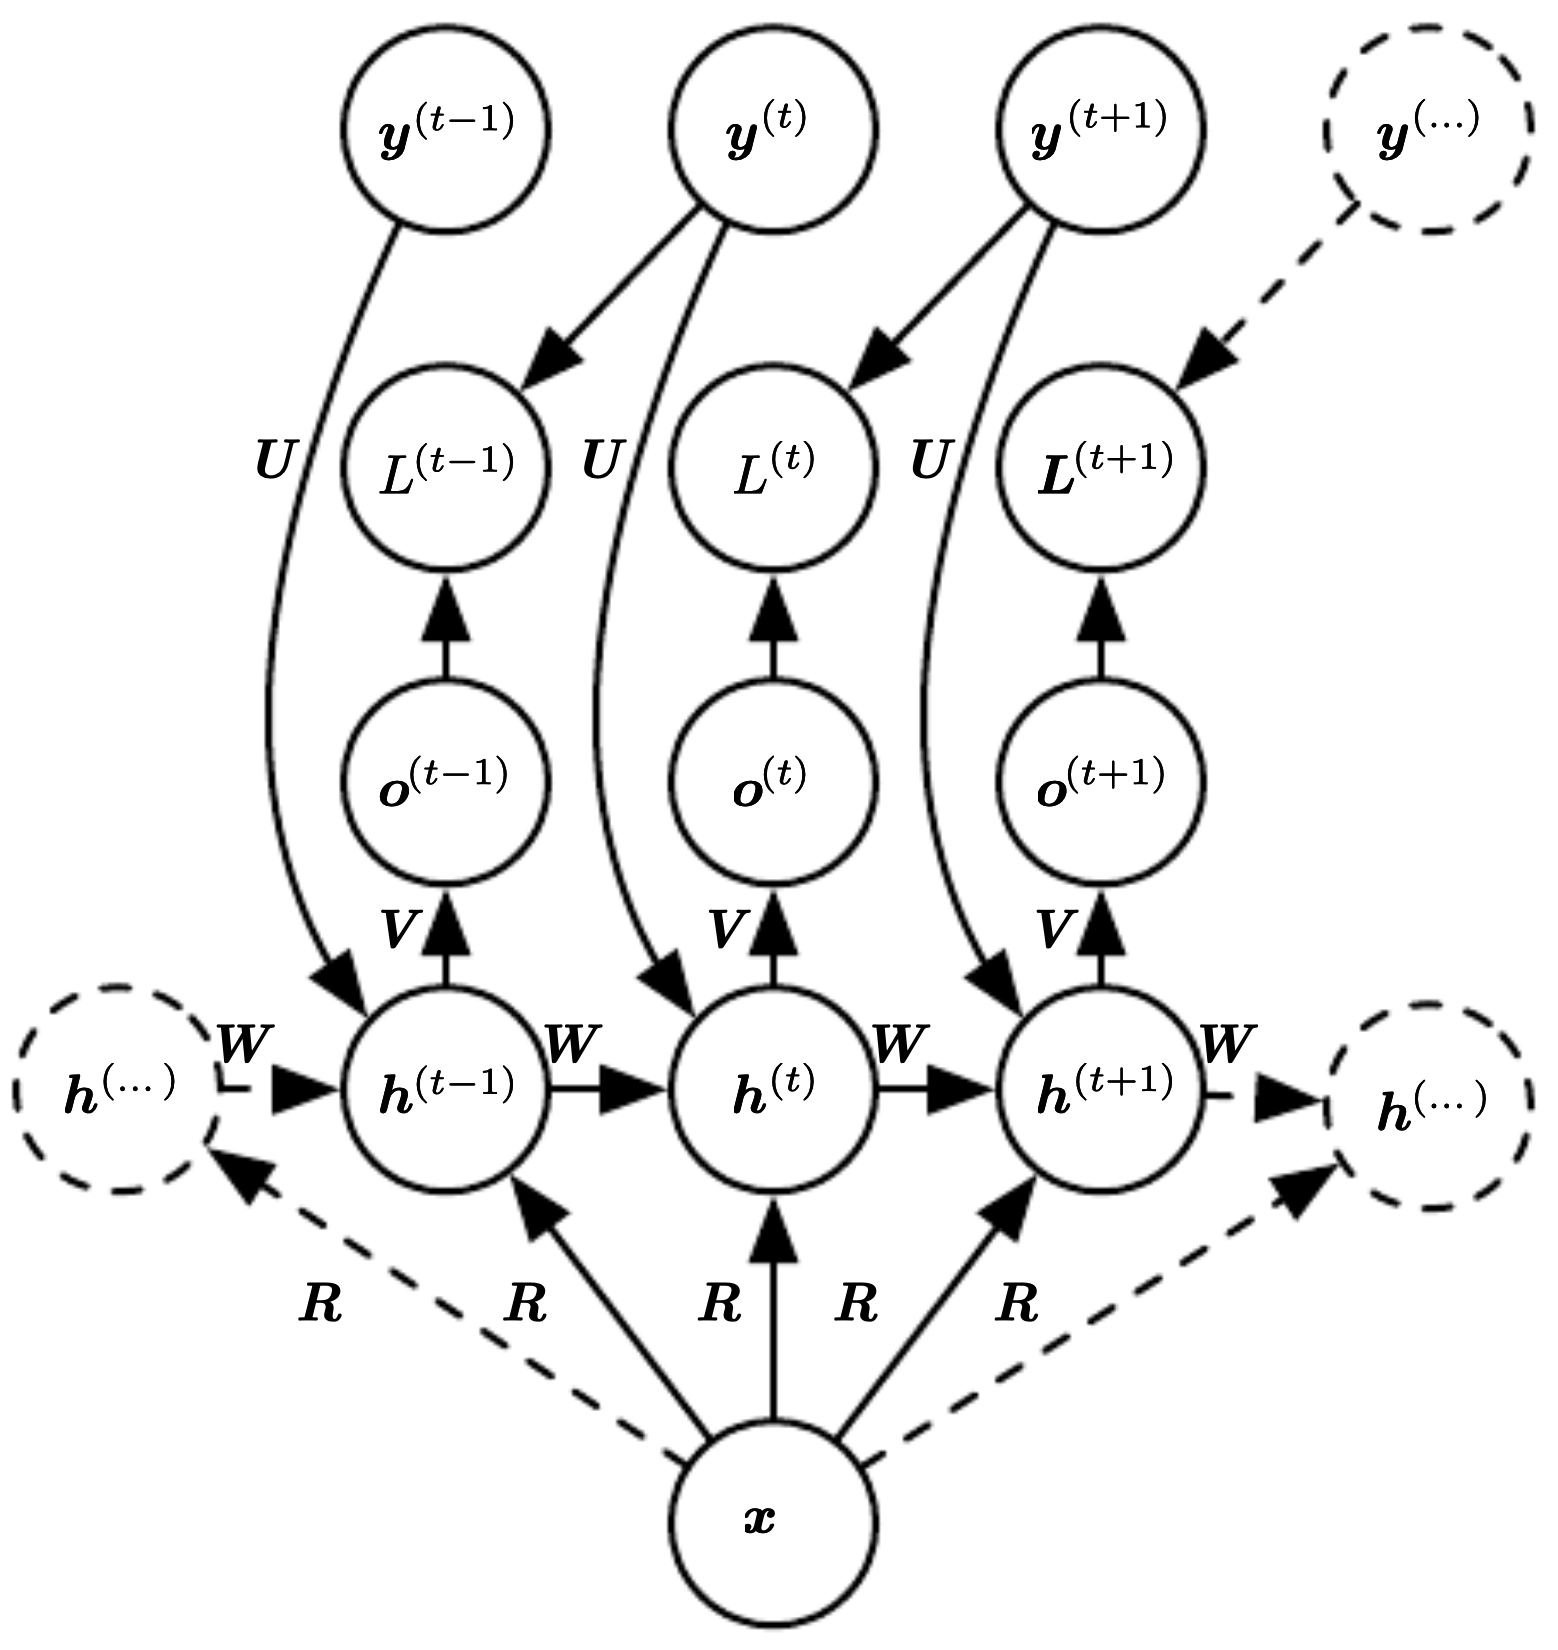 y^(t−1) y^(t) y^(t+1) y^(...)
U L^(t−1) U L^(t) U L^(t+1)
o^(t−1) o^(t) o^(t+1)
V V V
W W W W
h^(...) h^(t−1) h^(t) h^(t+1) h^(...)
R R R R R
x